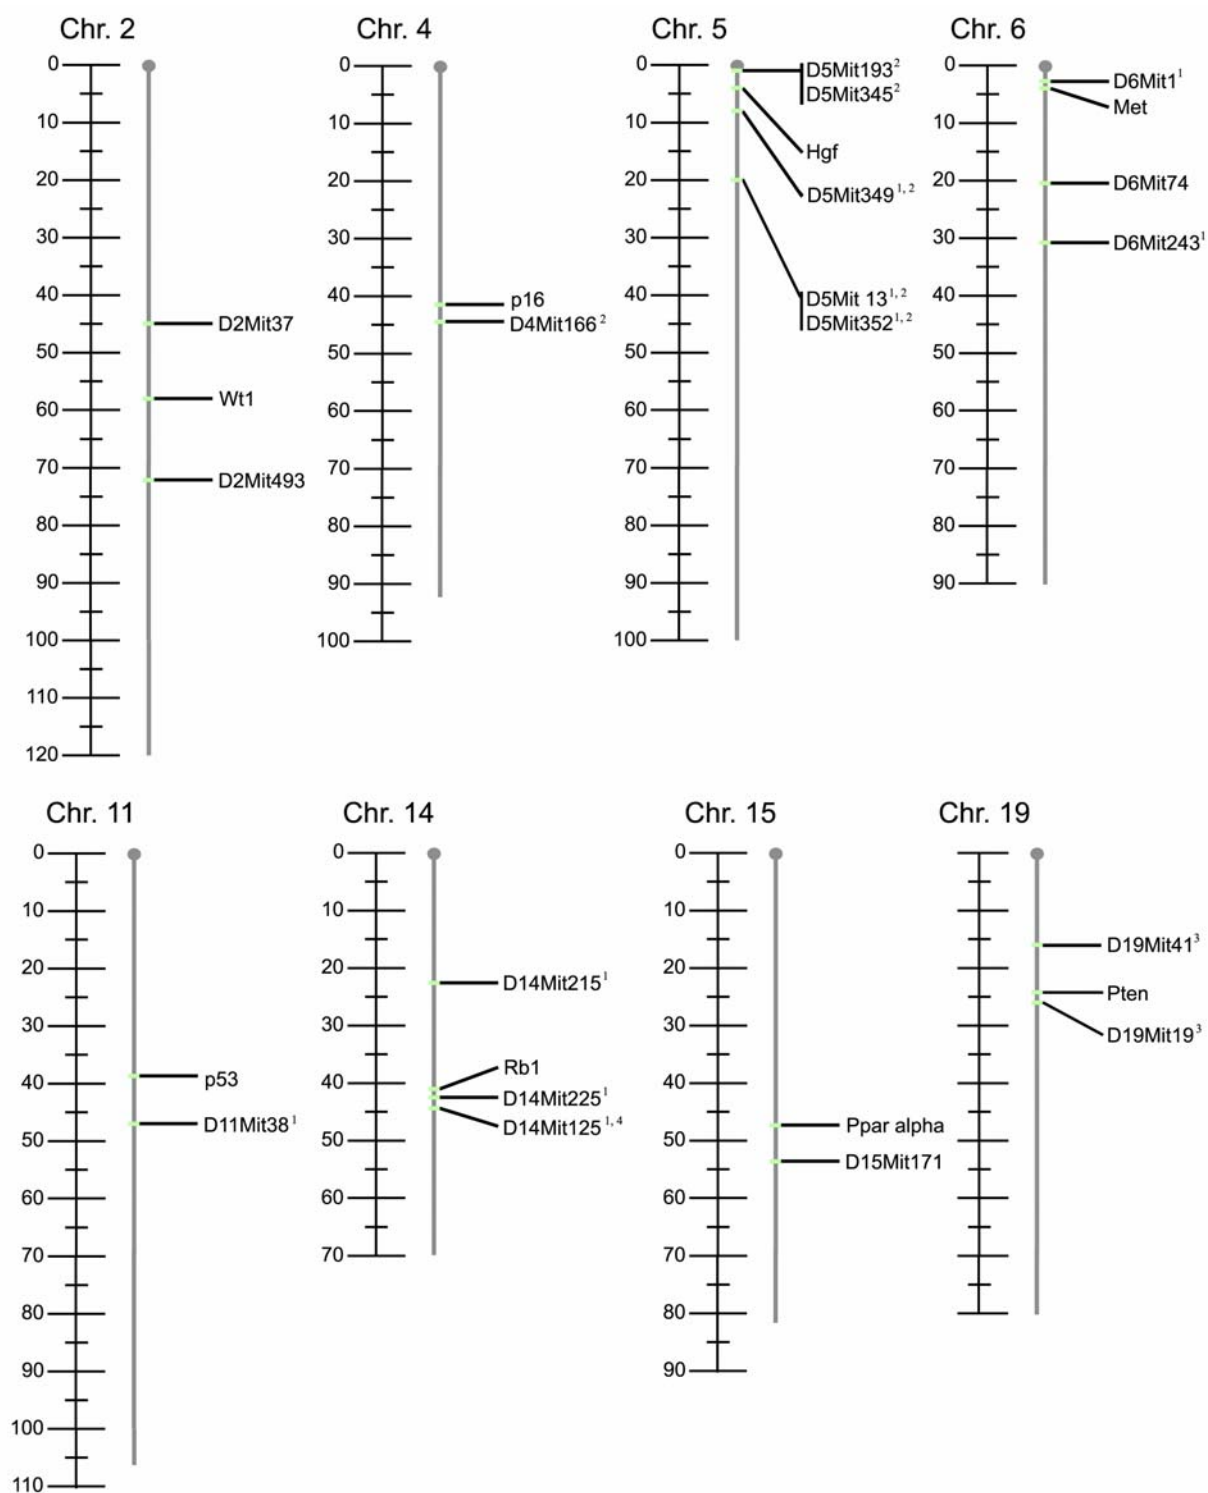 Chr. 2
0
10
20
30
40
50
60
70
80
90
100
110
120
D2Mit37
Wt1
D2Mit493
Chr. 4
0
10
20
30
40
50
60
70
80
90
100
p16
D4Mit166²
Chr. 5
0
10
20
30
40
50
60
70
80
90
100
D5Mit193²
D5Mit345²
Hgf
D5Mit349¹,²
D5Mit 13¹,²
D5Mit352¹,²
Chr. 6
0
10
20
30
40
50
60
70
80
90
D6Mit1¹
Met
D6Mit74
D6Mit243¹
Chr. 11
0
10
20
30
40
50
60
70
80
90
100
110
p53
D11Mit38¹
Chr. 14
0
10
20
30
40
50
60
70
D14Mit215¹
Rb1
D14Mit225¹
D14Mit125¹,⁴
Chr. 15
0
10
20
30
40
50
60
70
80
90
Ppar alpha
D15Mit171
Chr. 19
D19Mit41³
Pten
D19Mit19³